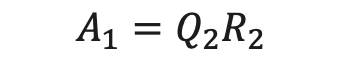 A₁ = Q₂R₂